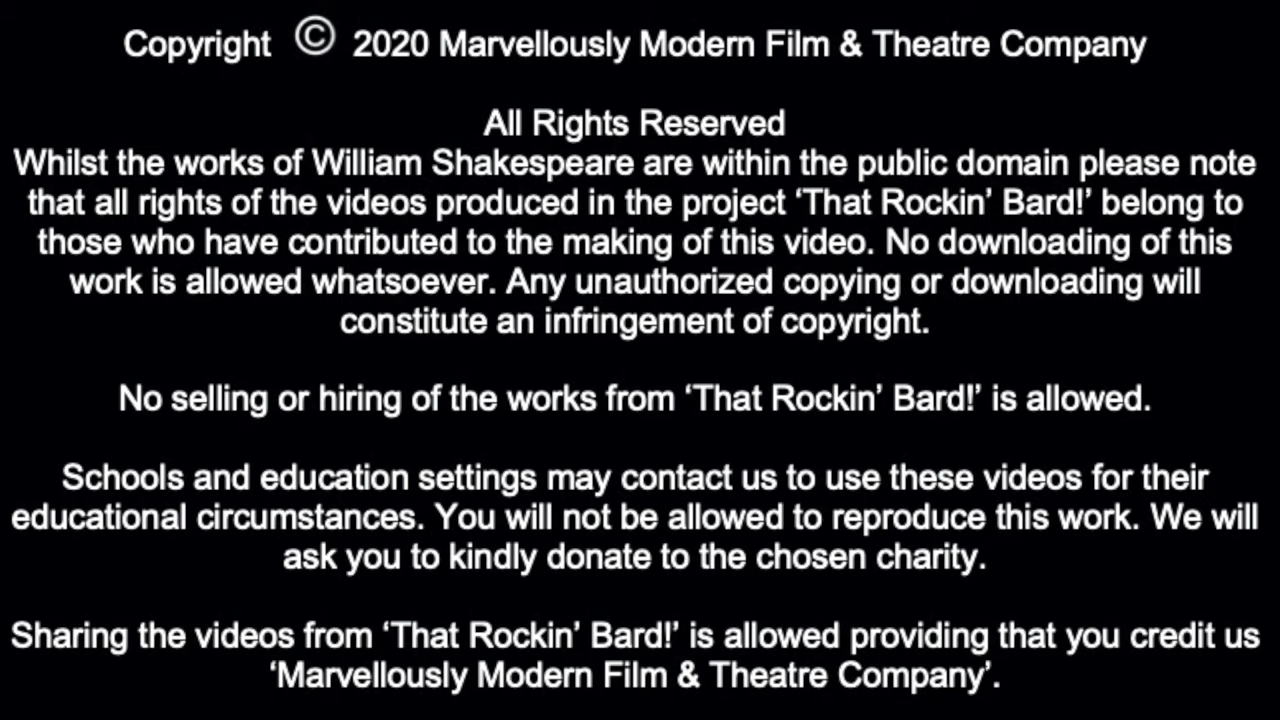 Copyright © 2020 Marvellously Modern Film & Theatre Company
All Rights Reserved
Whilst the works of William Shakespeare are within the public domain please note
that all rights of the videos produced in the project ‘That Rockin’ Bard!’ belong to
those who have contributed to the making of this video. No downloading of this
work is allowed whatsoever. Any unauthorized copying or downloading will
constitute an infringement of copyright.
No selling or hiring of the works from ‘That Rockin’ Bard!’ is allowed.
Schools and education settings may contact us to use these videos for their
educational circumstances. You will not be allowed to reproduce this work. We will
ask you to kindly donate to the chosen charity.
Sharing the videos from ‘That Rockin’ Bard!’ is allowed providing that you credit us
‘Marvellously Modern Film & Theatre Company’.